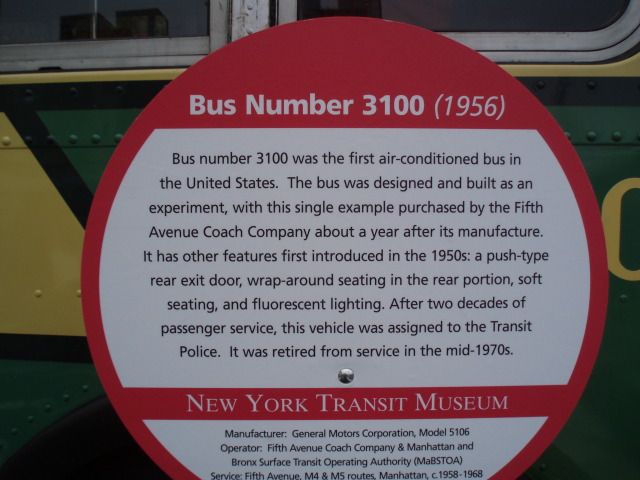 Bus Number 3100 (1956)
Bus number 3100 was the first air-conditioned bus in
the United States. The bus was designed and built as an
experiment, with this single example purchased by the Fifth
Avenue Coach Company about a year after its manufacture.
It has other features first introduced in the 1950s: a push-type
rear exit door, wrap-around seating in the rear portion, soft
seating, and fluorescent lighting. After two decades of
passenger service, this vehicle was assigned to the Transit
Police. It was retired from service in the mid-1970s.
NEW YORK TRANSIT MUSEUM
Manufacturer: General Motors Corporation, Model 5106
Operator: Fifth Avenue Coach Company & Manhattan and
Bronx Surface Transit Operating Authority (MaBSTOA)
Service: Fifth Avenue, M4 & M5 routes, Manhattan, c.1958-1968